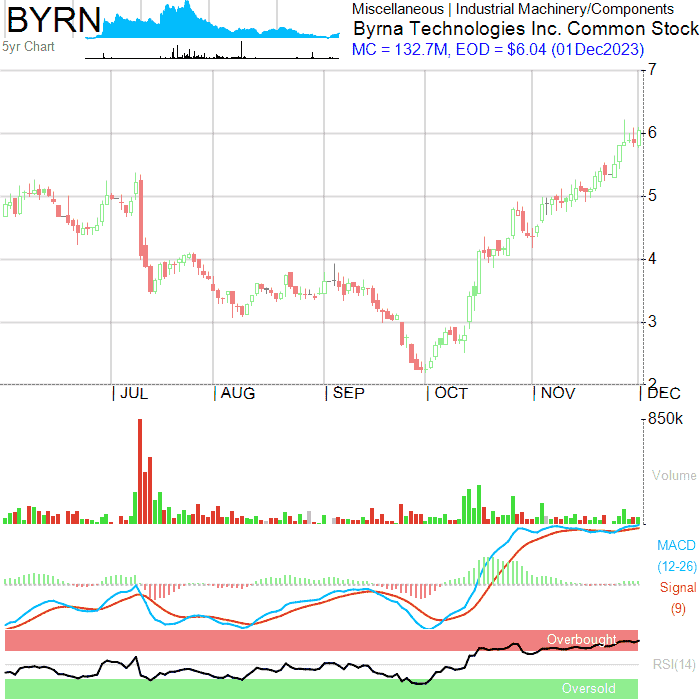 BYRN
5yr Chart
Miscellaneous | Industrial Machinery/Components
Byrna Technologies Inc. Common Stock
MC = 132.7M, EOD = $6.04 (01Dec2023)
7
6
5
4
3
2
JUL
AUG
SEP
OCT
NOV
DEC
850k
Volume
MACD
(12-26)
Signal
(9)
Overbought
RSI(14)
Oversold